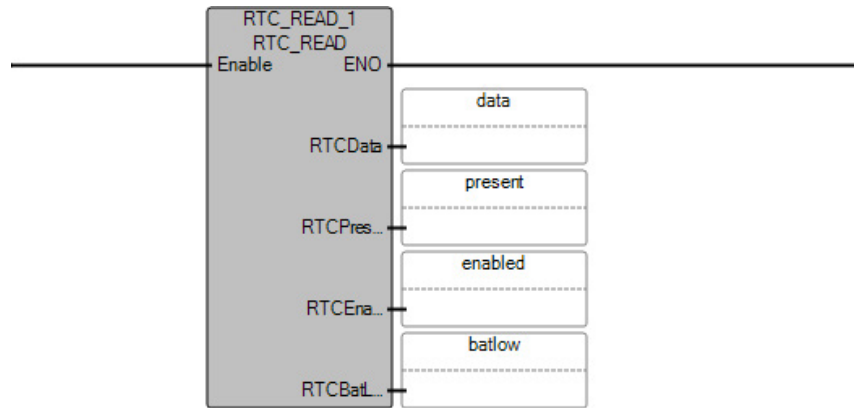 RTC_READ_1
RTC_READ
Enable ENO
data
RTCData
present
RTCPres...
enabled
RTCEna...
batlow
RTCBatL...